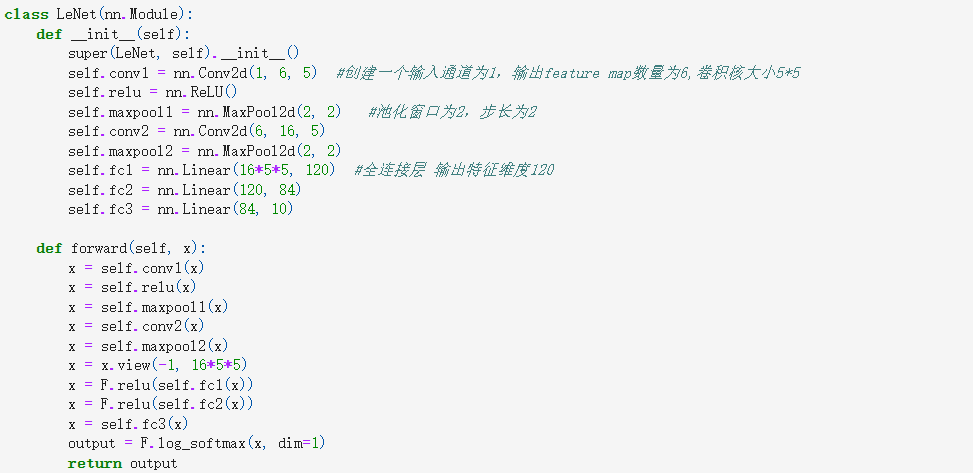 class LeNet(nn.Module):
    def __init__(self):
        super(LeNet, self).__init__()
        self.conv1 = nn.Conv2d(1, 6, 5)  #创建一个输入通道为1，输出feature map数量为6,卷积核大小5*5
        self.relu = nn.ReLU()
        self.maxpool1 = nn.MaxPool2d(2, 2)   #池化窗口为2，步长为2
        self.conv2 = nn.Conv2d(6, 16, 5)
        self.maxpool2 = nn.MaxPool2d(2, 2)
        self.fc1 = nn.Linear(16*5*5, 120)  #全连接层 输出特征维度120
        self.fc2 = nn.Linear(120, 84)
        self.fc3 = nn.Linear(84, 10)

    def forward(self, x):
        x = self.conv1(x)
        x = self.relu(x)
        x = self.maxpool1(x)
        x = self.conv2(x)
        x = self.maxpool2(x)
        x = x.view(-1, 16*5*5)
        x = F.relu(self.fc1(x))
        x = F.relu(self.fc2(x))
        x = self.fc3(x)
        output = F.log_softmax(x, dim=1)
        return output